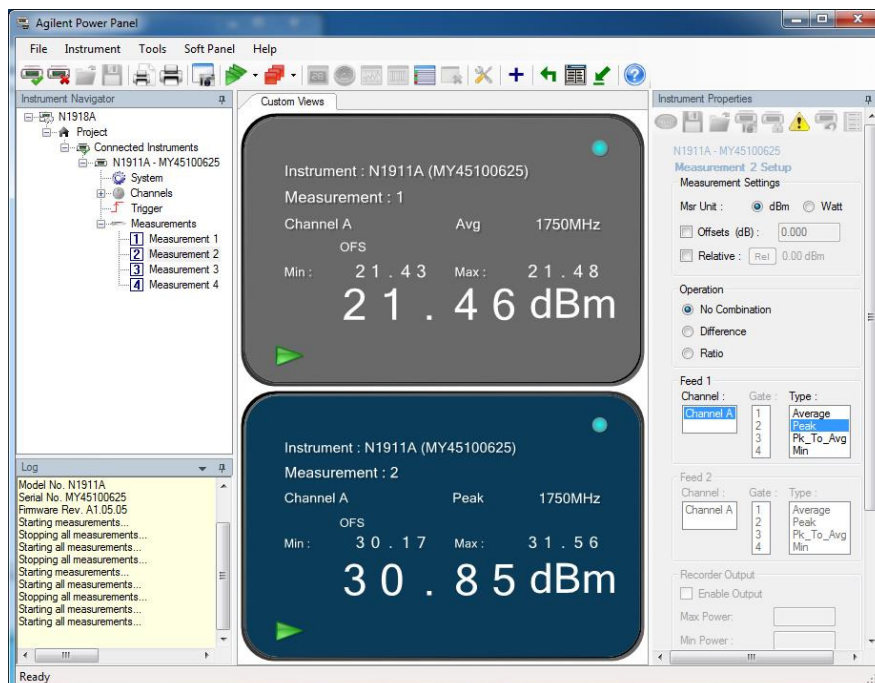 Agilent Power Panel
File Instrument Tools Soft Panel Help
Instrument Navigator
N1918A
Project
Connected Instruments
N1911A - MY45100625
System
Channels
Trigger
Measurements
1 Measurement 1
2 Measurement 2
3 Measurement 3
4 Measurement 4
Log
Model No. N1911A
Serial No. MY45100625
Firmware Rev. A1.05.05
Starting measurements...
Stopping all measurements...
Starting all measurements...
Stopping all measurements...
Starting measurements...
Starting all measurements...
Stopping all measurements...
Starting all measurements...
Starting all measurements...
Ready
Custom Views
Instrument : N1911A (MY45100625)
Measurement : 1
Channel A Avg 1750MHz
OFS
Min : 21.43 Max : 21.48
21.46 dBm
Instrument : N1911A (MY45100625)
Measurement : 2
Channel A Peak 1750MHz
OFS
Min : 30.17 Max : 31.56
30.85 dBm
Instrument Properties
N1911A - MY45100625
Measurement 2 Setup
Measurement Settings
Msr Unit : dBm Watt
Offsets (dB) : 0.000
Relative : Rel 0.00 dBm
Operation
No Combination
Difference
Ratio
Feed 1
Channel : Gate : Type :
Channel A 1 Average
2 Peak
3 Pk_To_Avg
4 Min
Feed 2
Channel : Gate : Type :
Channel A 1 Average
2 Peak
3 Pk_To_Avg
4 Min
Recorder Output
Enable Output
Max Power:
Min Power :